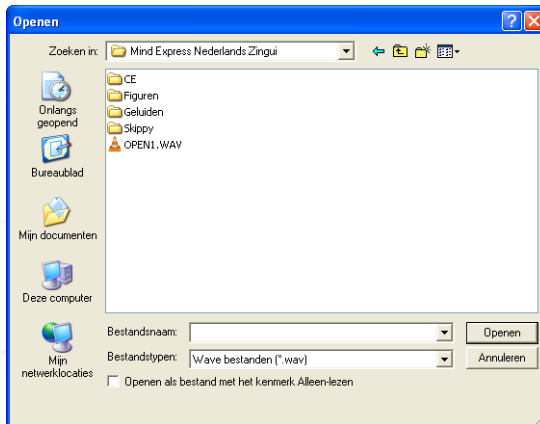 Openen
Zoeken in: Mind Express Nederlands Zingui
CE
Figuren
Geluiden
Skippy
OPEN1.WAV
Onlangs
geopend
Bureaublad
Mijn documenten
Deze computer
Mijn
netwerklocaties
Bestandsnaam: Openen
Bestandstypen: Wave bestanden (*.wav) Annuleren
Openen als bestand met het kenmerk Alleen-lezen